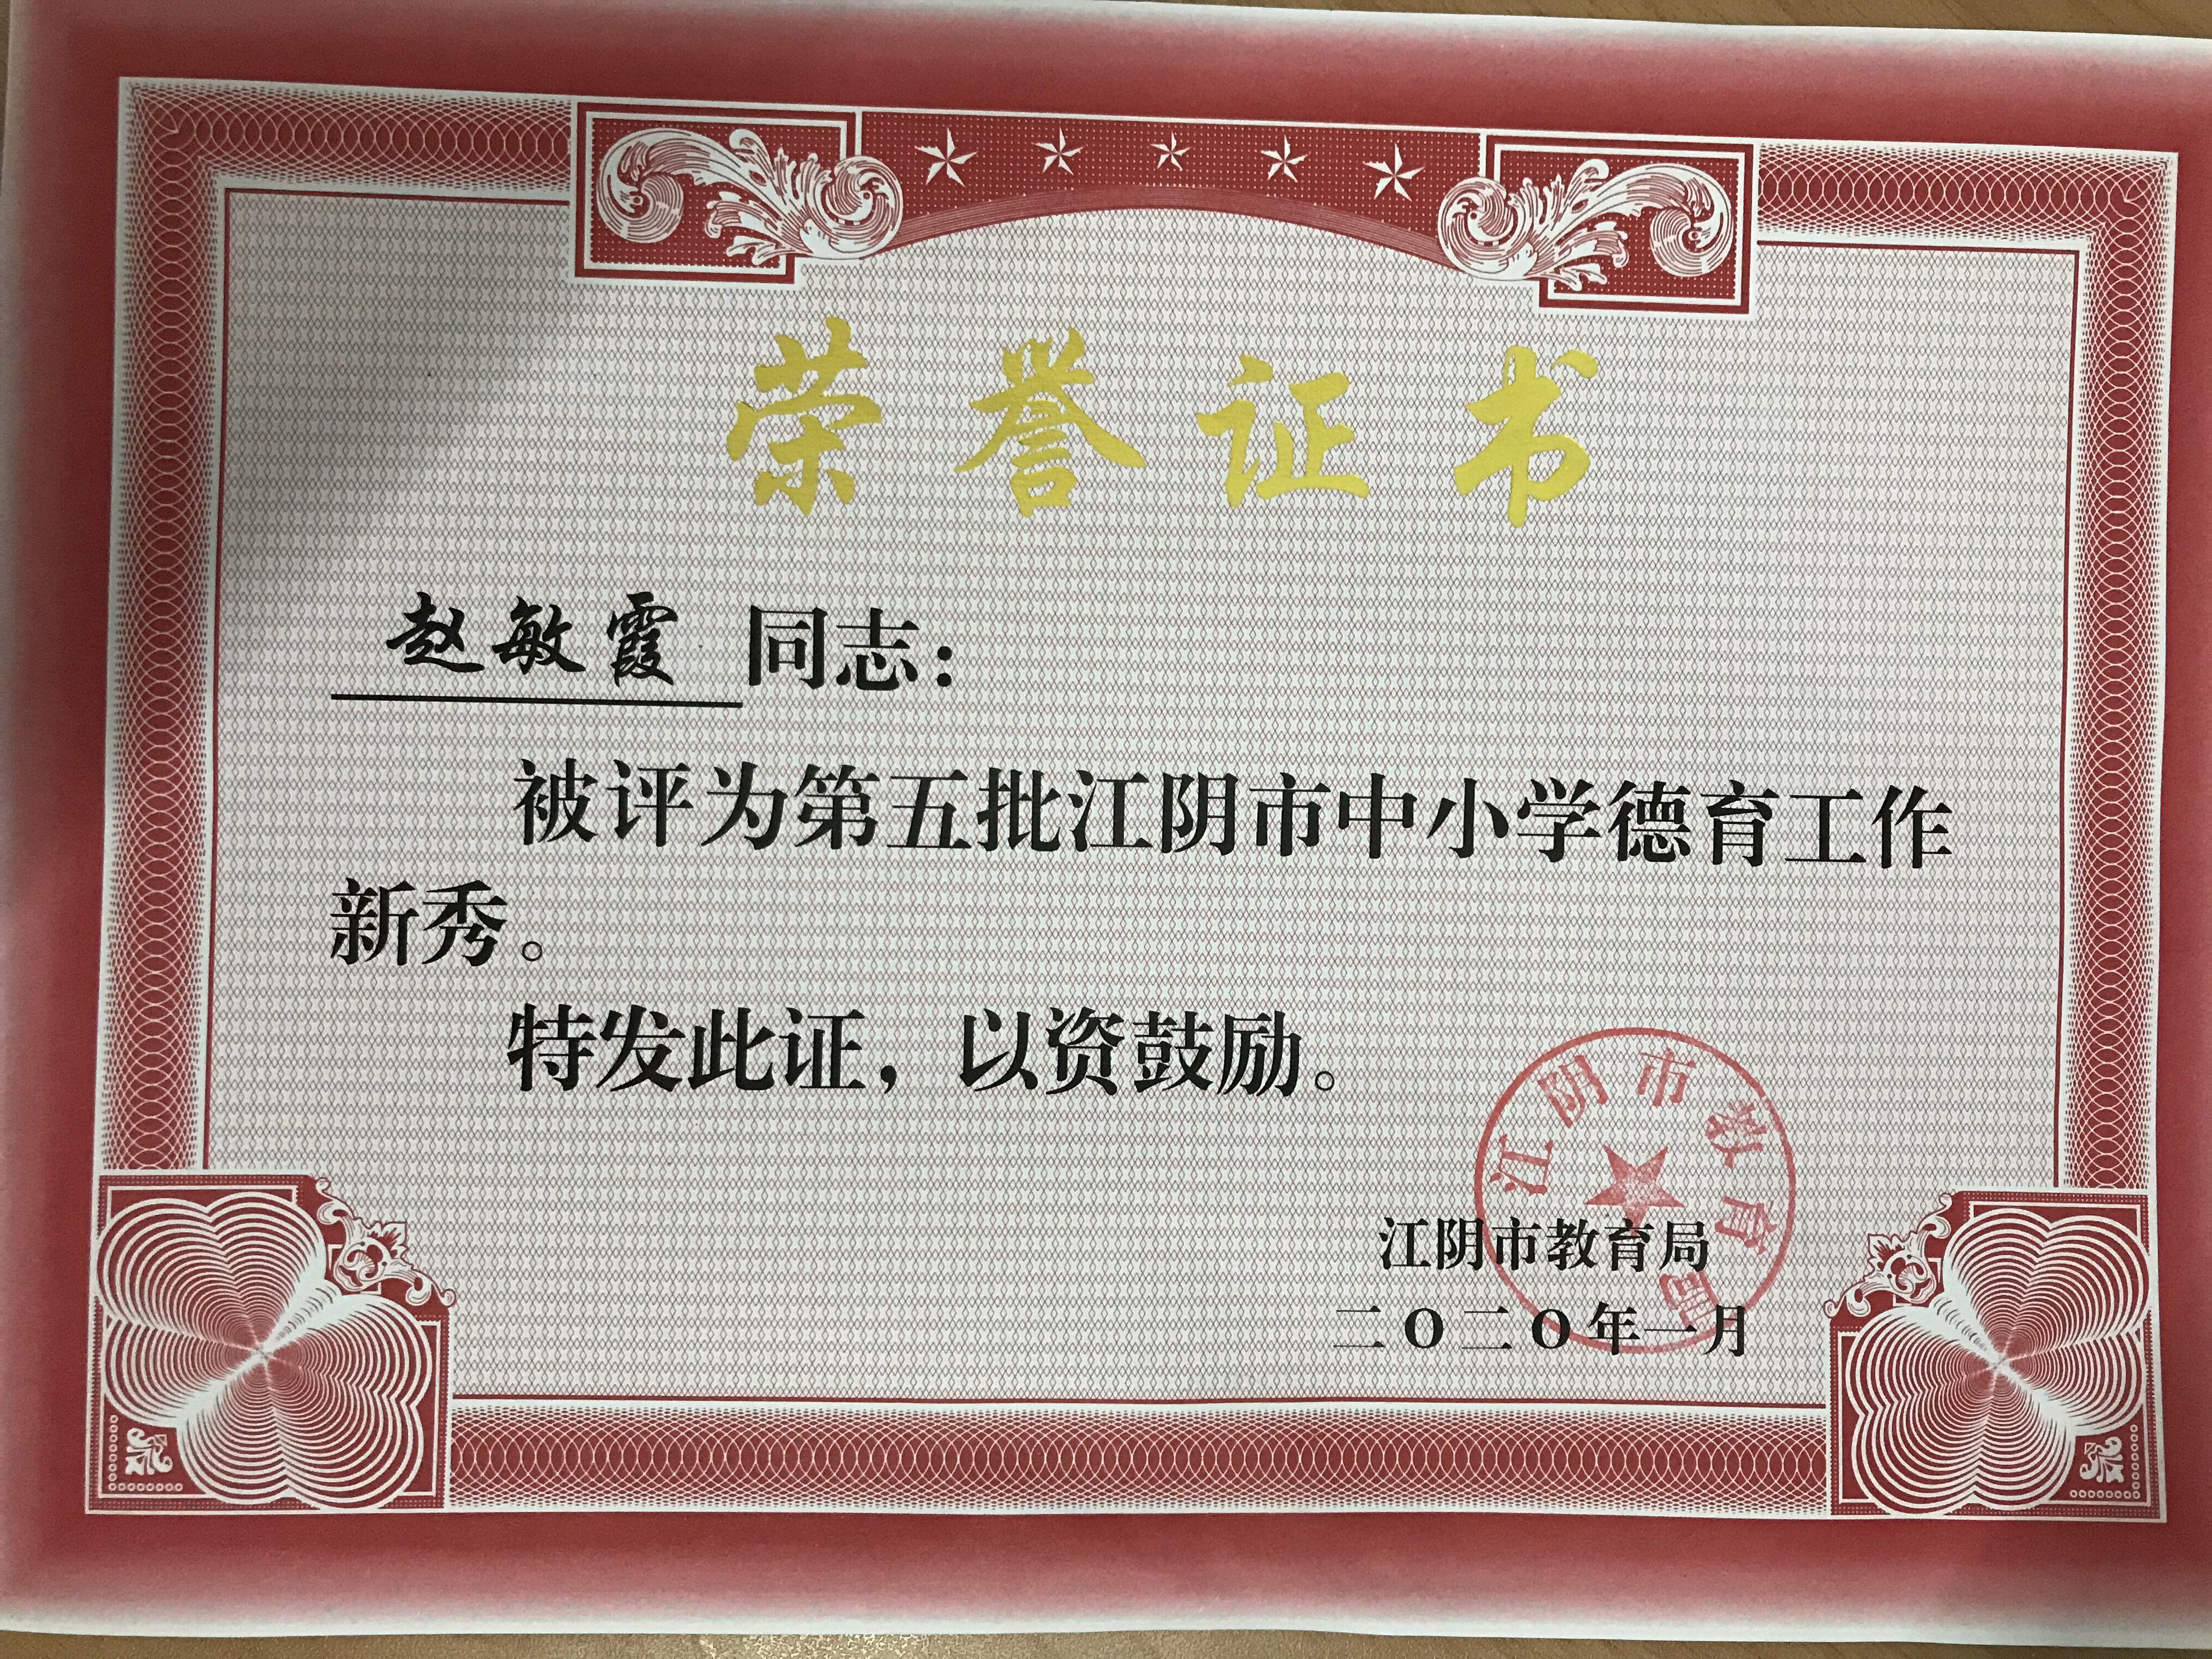 荣誉证书
赵敏霞同志：
被评为第五批江阴市中小学德育工作
新秀。
特发此证，以资鼓励。
江阴市教育局
江阴市教育局
二〇二〇年一月